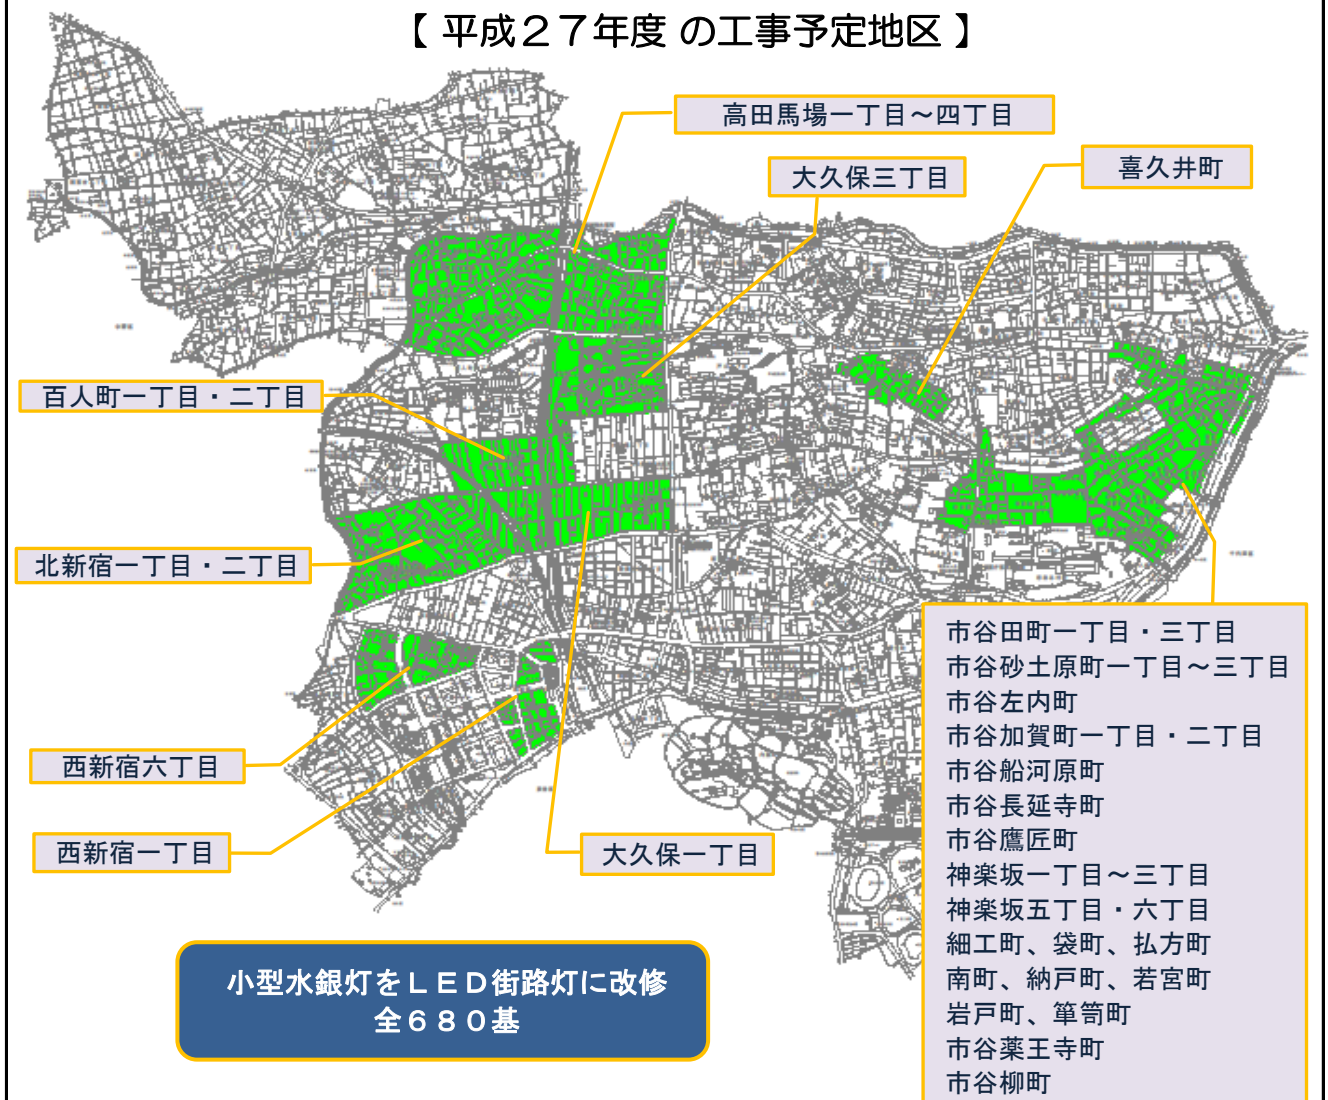 【 平成２７年度 の工事予定地区 】
高田馬場一丁目～四丁目
大久保三丁目
喜久井町
百人町一丁目・二丁目
北新宿一丁目・二丁目
西新宿六丁目
西新宿一丁目
大久保一丁目
市谷田町一丁目・三丁目
市谷砂土原町一丁目～三丁目
市谷左内町
市谷加賀町一丁目・二丁目
市谷船河原町
市谷長延寺町
市谷鷹匠町
神楽坂一丁目～三丁目
神楽坂五丁目・六丁目
細工町、袋町、払方町
南町、納戸町、若宮町
岩戸町、箪笥町
市谷薬王寺町
市谷柳町
小型水銀灯をＬＥＤ街路灯に改修
全６８０基